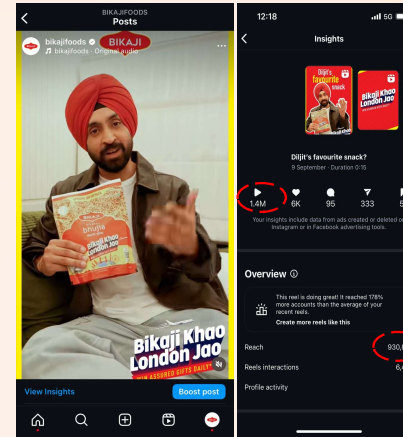 BIKAJIFOODS
Posts
bikajifoods
BIKAJI
bikajifoods · Original audio
bhujia
Bikaji Khao
London Jao
Bikaji Khao
London Jao
WIN ASSURED GIFTS DAILY*
View Insights
Boost post
12:18
5G
Insights
Diljit's
favourite
snack
Bikaji Khao
London Jao
Diljit's favourite snack?
9 September · Duration 0:15
1.4M
6K
95
333
Your Insights include data from ads created or deleted
Instagram or in Facebook advertising tools.
Overview
This reel is doing great! It reached 178%
more accounts than the average of your
recent reels.
Create more reels like this
Reach
930,
Reels interactions
6,
Profile activity